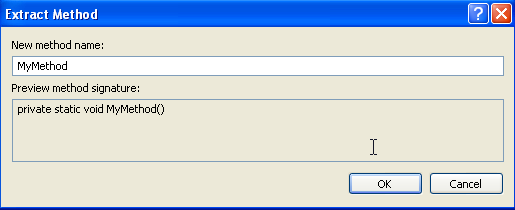 Extract Method
New method name:
MyMethod
Preview method signature:
private static void MyMethod()
OK
Cancel